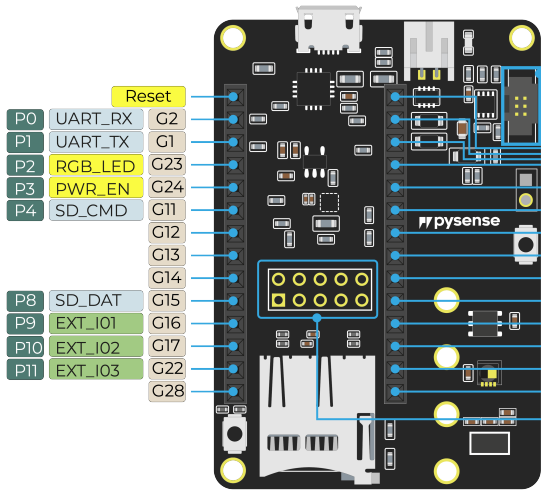 Reset
P0 UART_RX G2
P1 UART_TX G1
P2 RGB_LED G23
P3 PWR_EN G24
P4 SD_CMD G11
G12
pysense
G13
G14
P8 SD_DAT G15
P9 EXT_I01 G16
P10 EXT_I02 G17
P11 EXT_I03 G22
G28